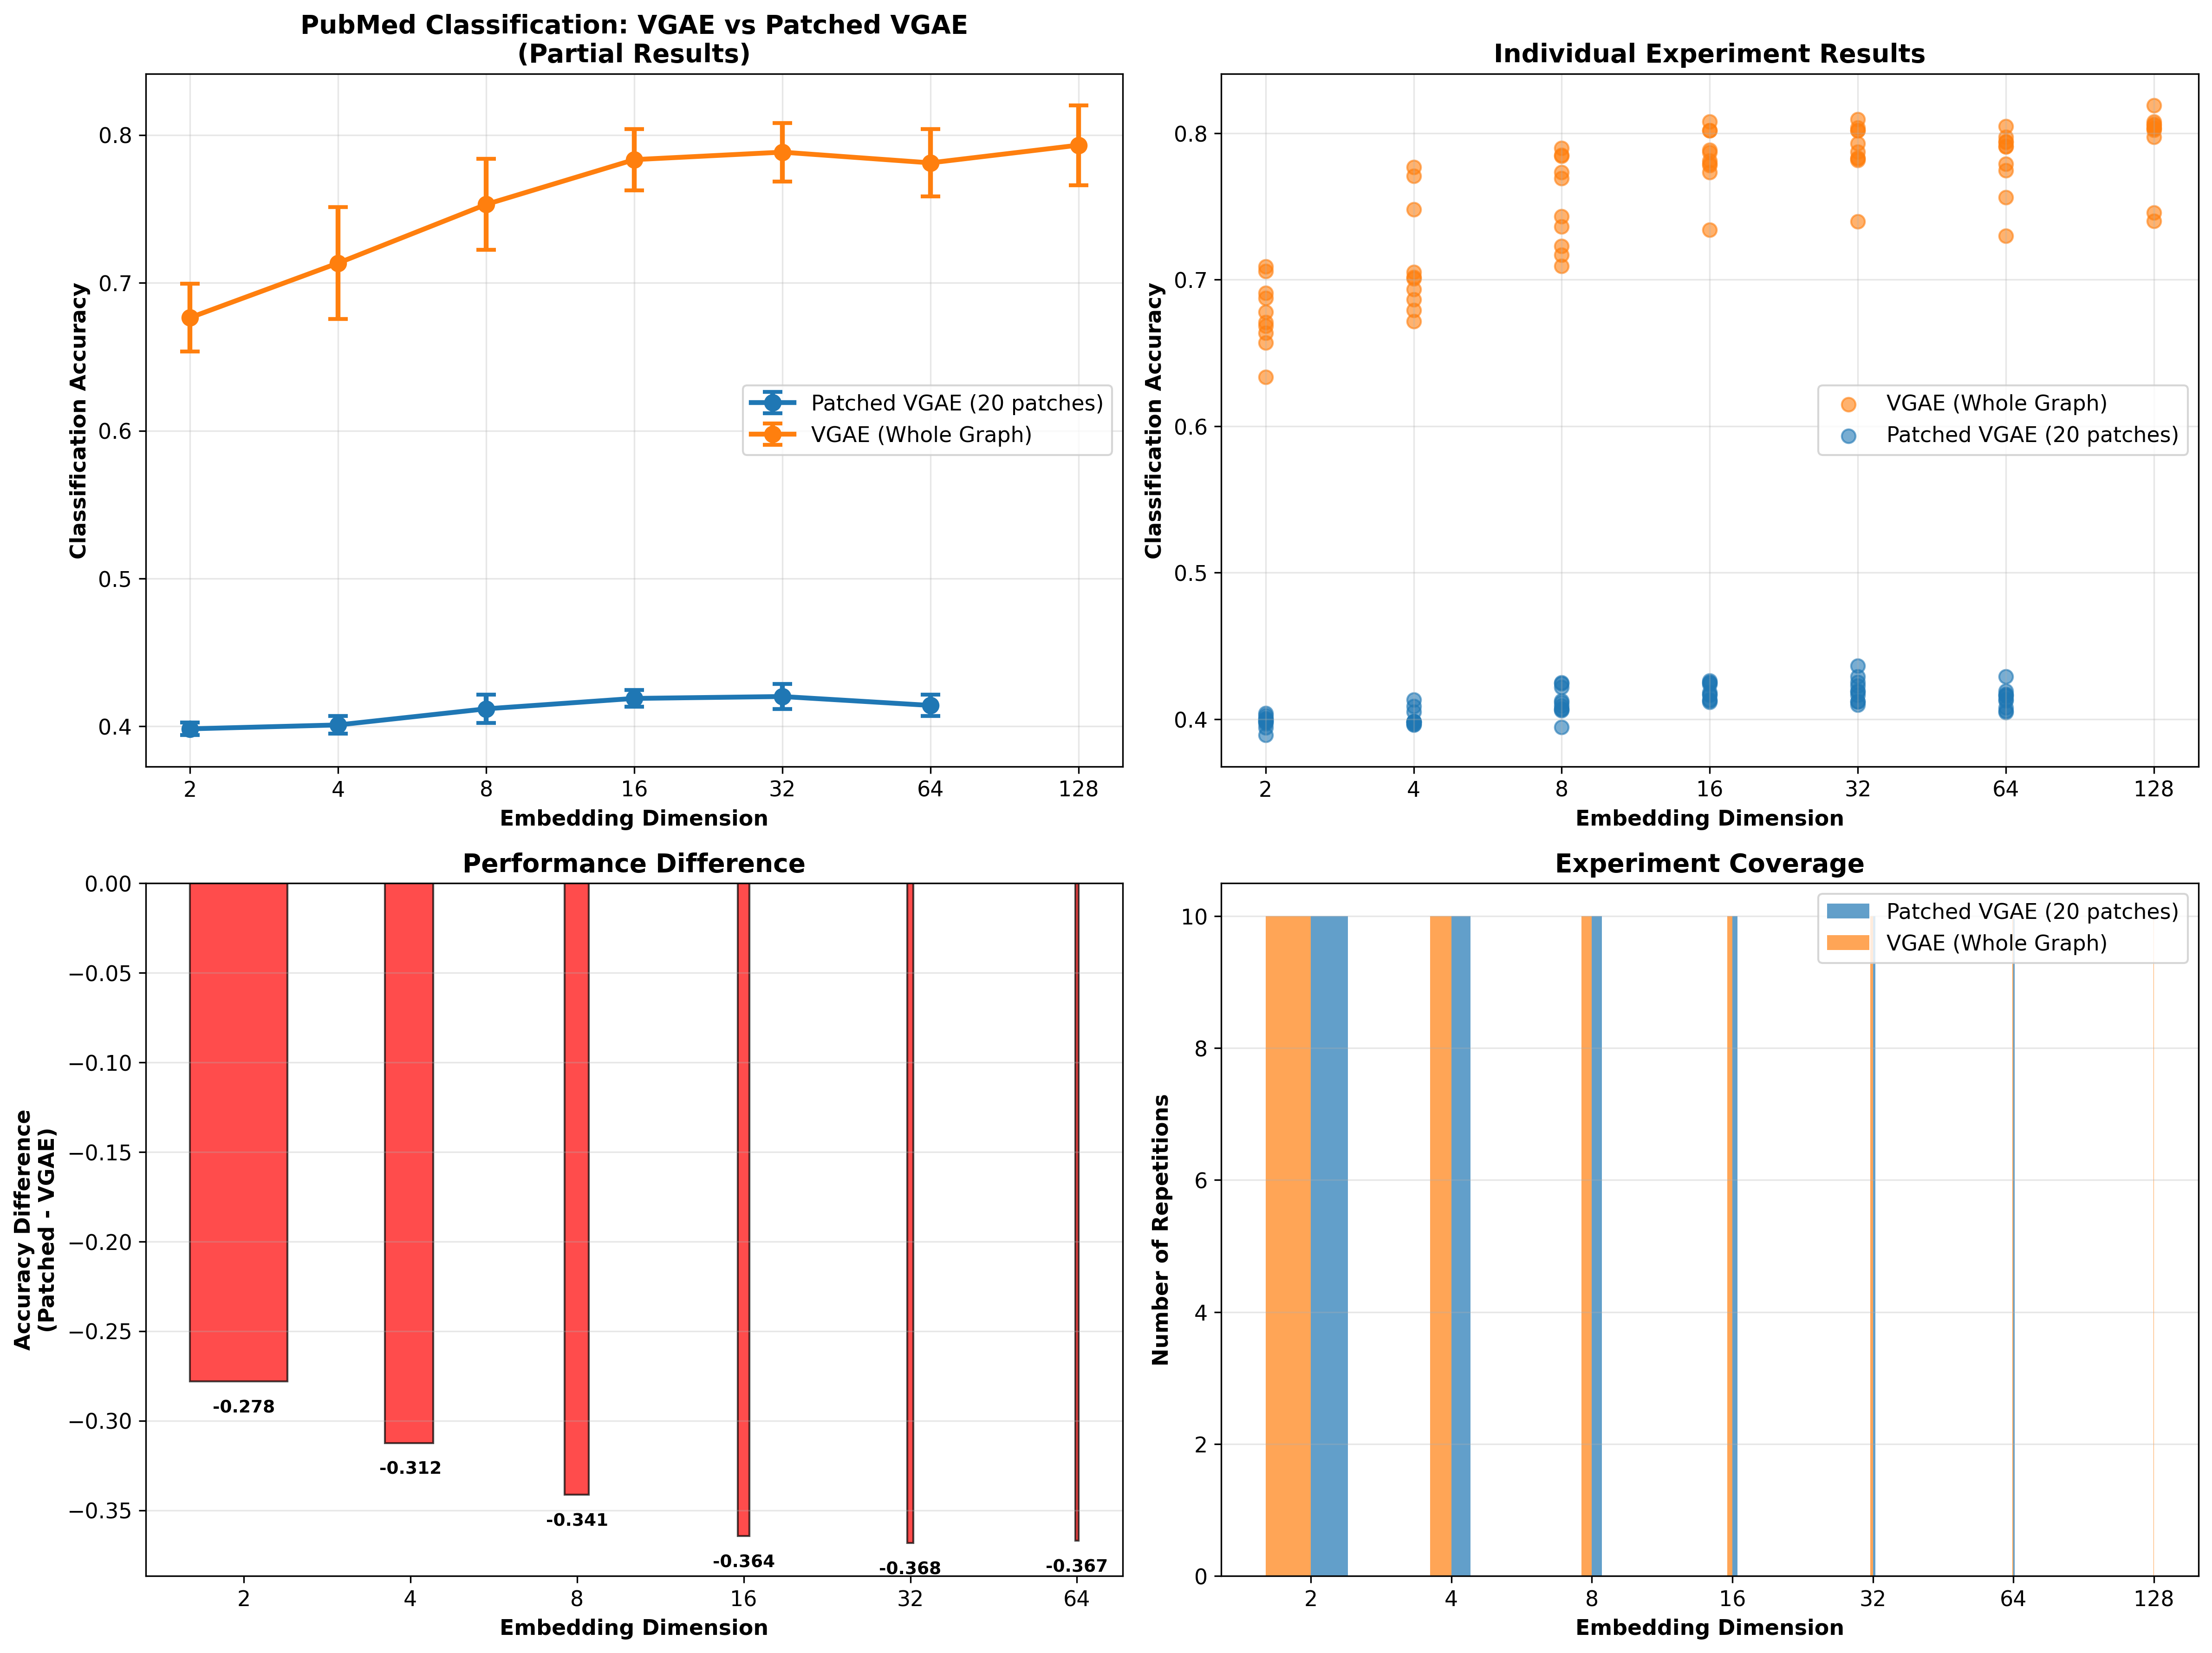 PubMed Classification: VGAE vs Patched VGAE
(Partial Results)
Classification Accuracy
0.8
0.7
0.6
0.5
0.4
Patched VGAE (20 patches)
VGAE (Whole Graph)
2 4 8 16 32 64 128
Embedding Dimension
Individual Experiment Results
Classification Accuracy
0.8
0.7
0.6
0.5
0.4
VGAE (Whole Graph)
Patched VGAE (20 patches)
2 4 8 16 32 64 128
Embedding Dimension
Performance Difference
Accuracy Difference
(Patched - VGAE)
0.00
−0.05
−0.10
−0.15
−0.20
−0.25
−0.30
−0.35
-0.278
-0.312
-0.341
-0.364
-0.368
-0.367
2 4 8 16 32 64
Embedding Dimension
Experiment Coverage
Number of Repetitions
10
8
6
4
2
0
Patched VGAE (20 patches)
VGAE (Whole Graph)
2 4 8 16 32 64 128
Embedding Dimension